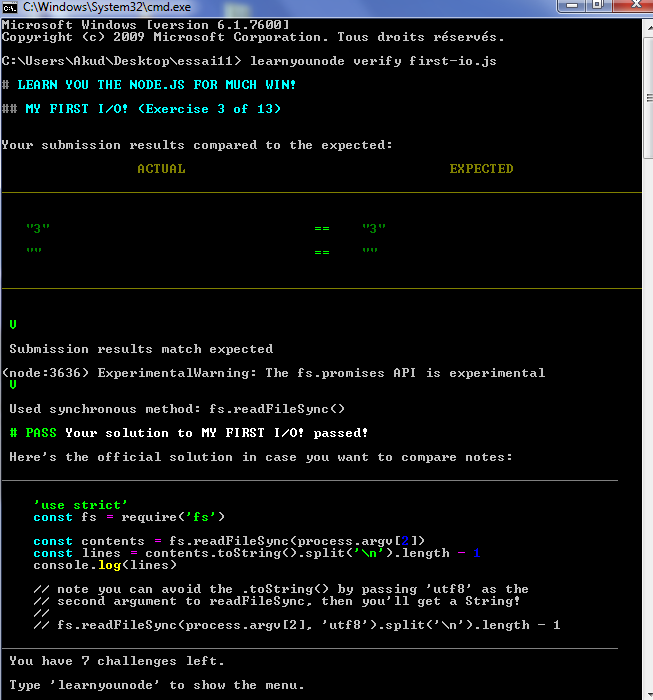 C:\Windows\System32\cmd.exe
Microsoft Windows [version 6.1.7600]
Copyright (c) 2009 Microsoft Corporation. Tous droits réservés.
C:\Users\Akud\Desktop\essai11> learnyounode verify first-io.js
# LEARN YOU THE NODE.JS FOR MUCH WIN!
## MY FIRST I/O! (Exercise 3 of 13)
Your submission results compared to the expected:
ACTUAL EXPECTED
"3" == "3"
"" == ""
V
Submission results match expected
(node:3636) ExperimentalWarning: The fs.promises API is experimental
V
Used synchronous method: fs.readFileSync()
# PASS Your solution to MY FIRST I/O! passed!
Here's the official solution in case you want to compare notes:
'use strict'
const fs = require('fs')
const contents = fs.readFileSync(process.argv[2])
const lines = contents.toString().split('\n').length - 1
console.log(lines)
// note you can avoid the .toString() by passing 'utf8' as the
// second argument to readFileSync, then you'll get a String!
//
// fs.readFileSync(process.argv[2], 'utf8').split('\n').length - 1
You have 7 challenges left.
Type 'learnyounode' to show the menu.